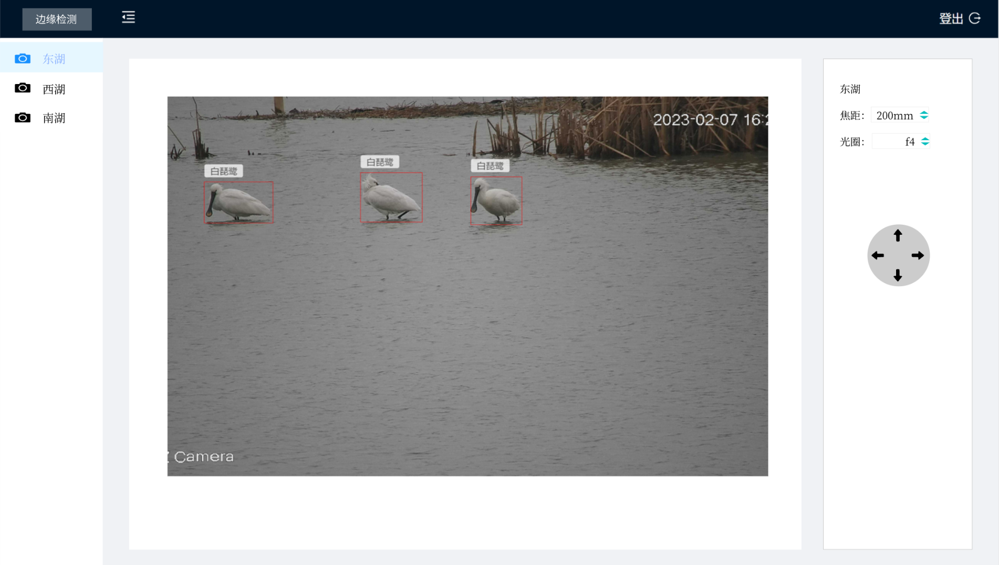 边缘检测
登出
东湖
西湖
南湖
2023-02-07 16:2
白琵鹭
白琵鹭
白琵鹭
Z Camera
东湖
焦距： 200mm
光圈： f4